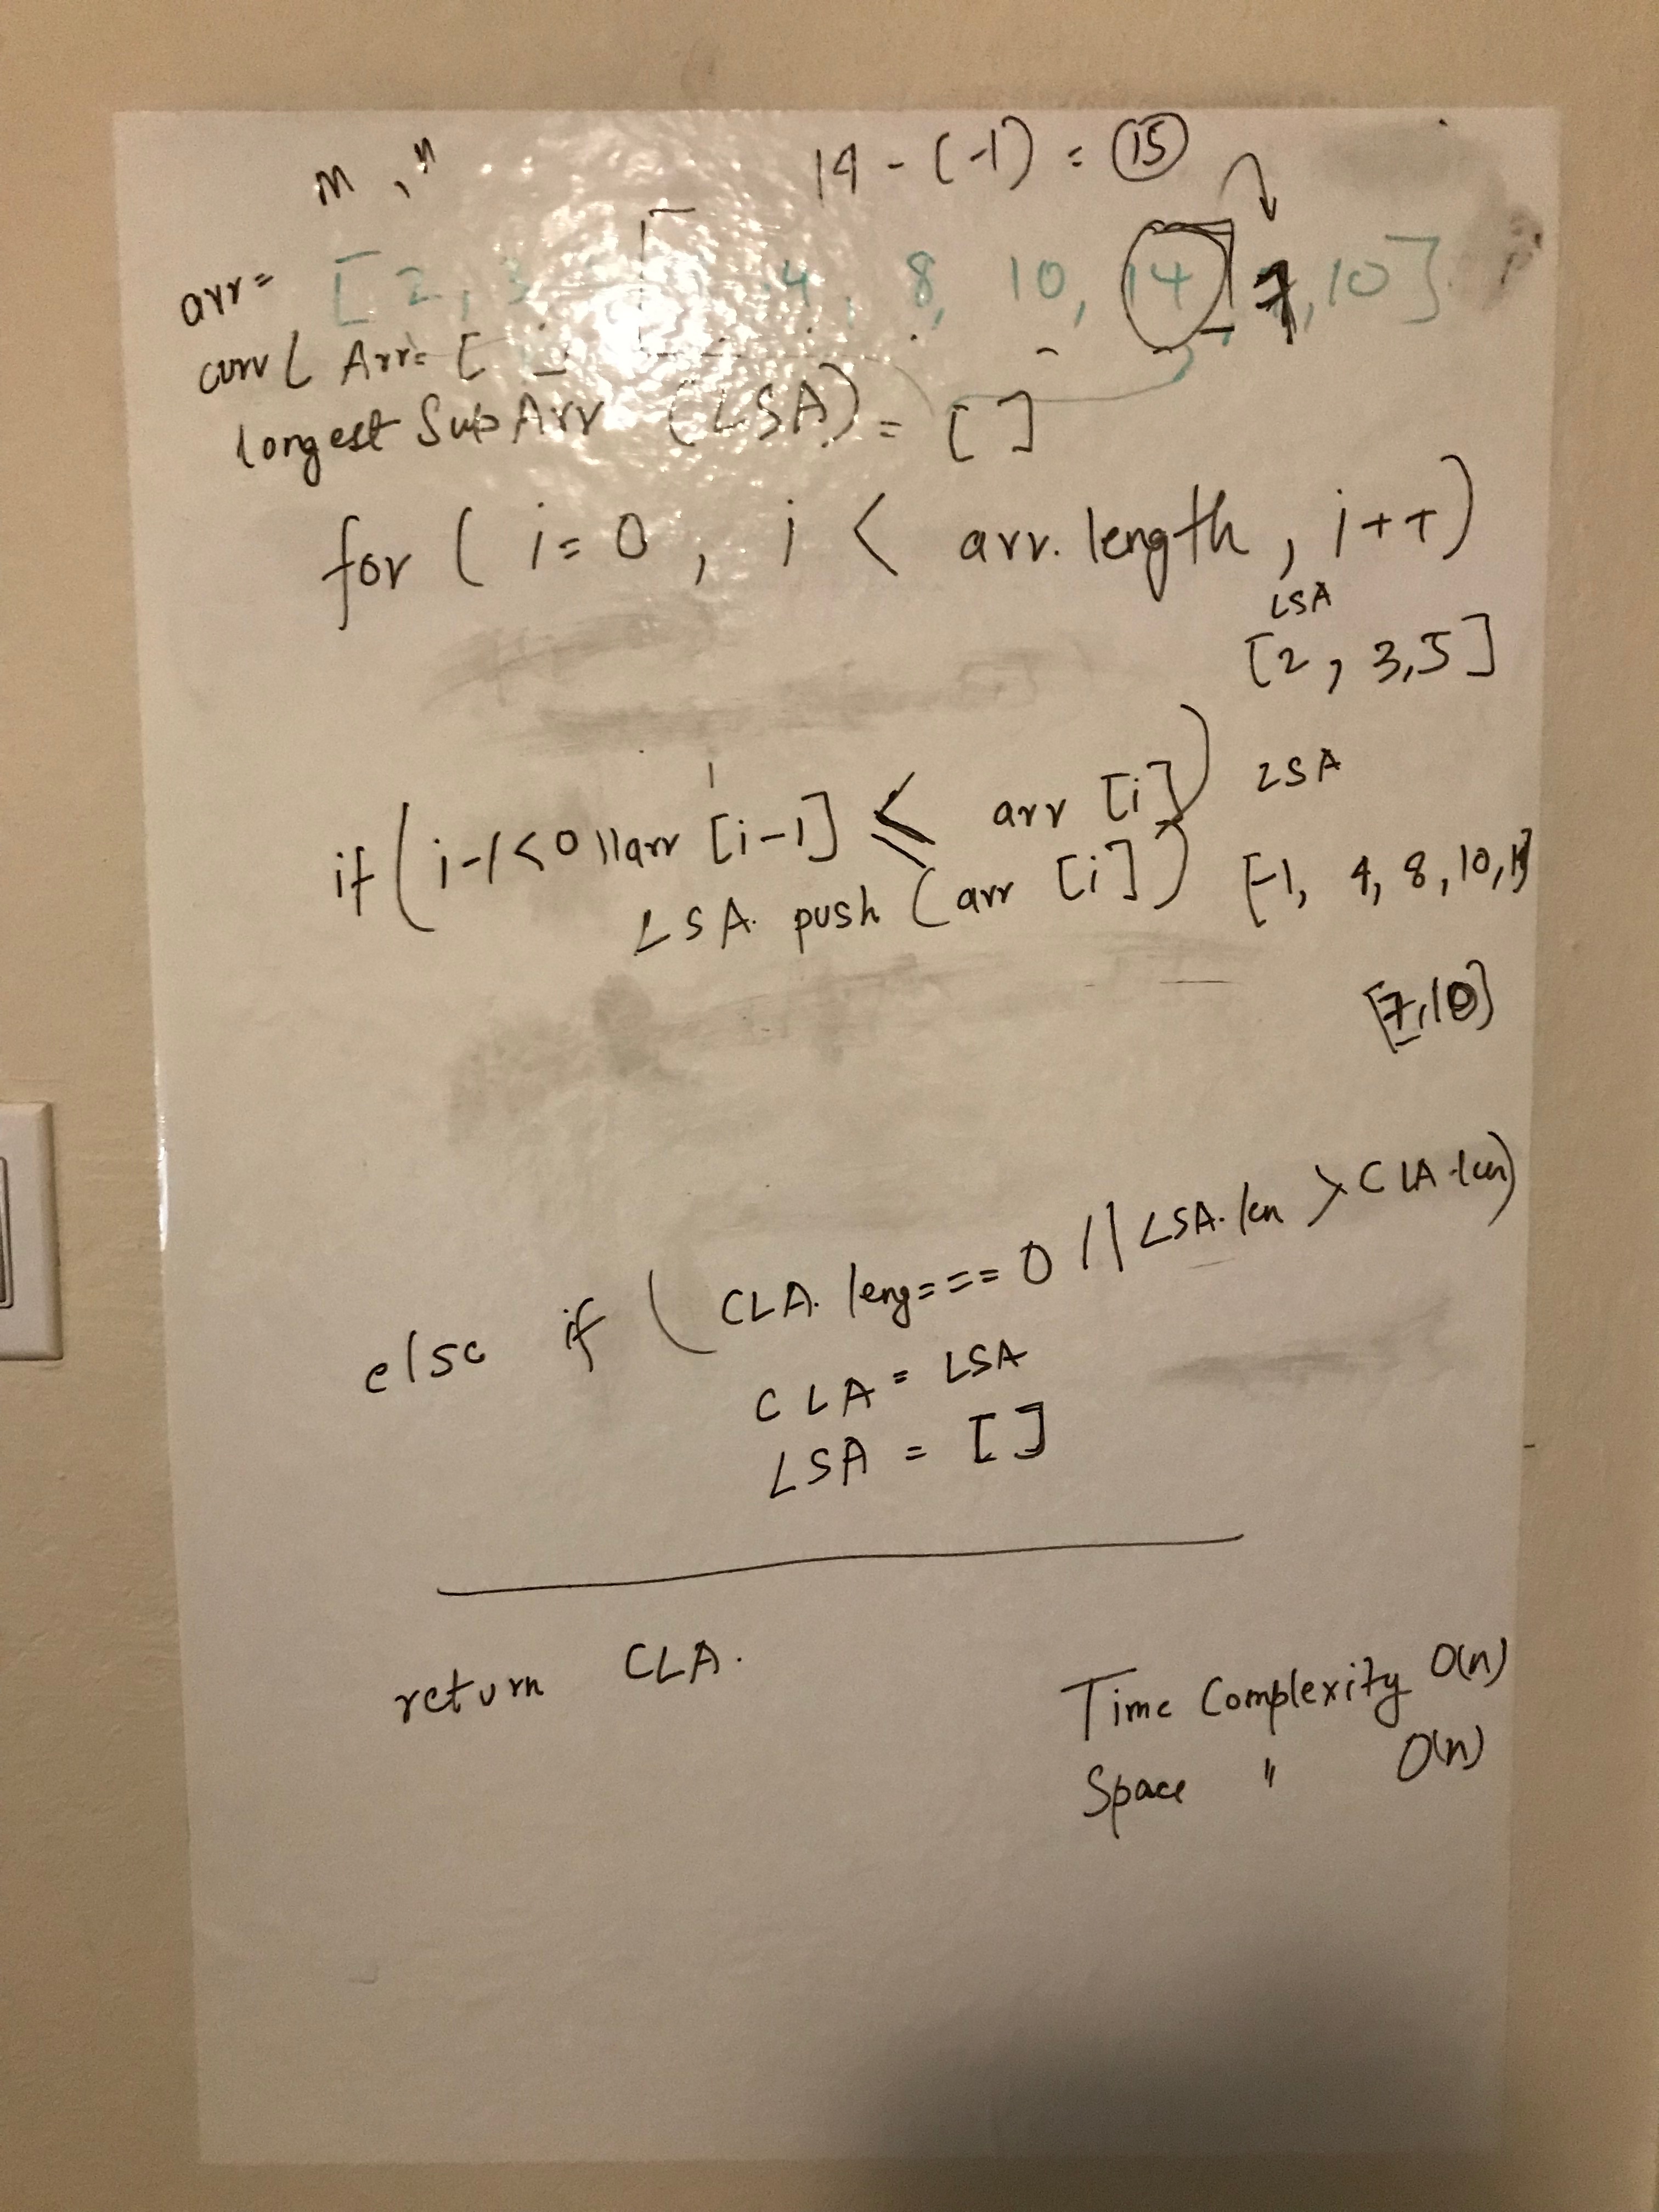 m , n
14 - (-1) = 15
arr = [ 2, 3 4, 8, 10, 14 ] 7, 10 ]
curr L Arr = [
longest Sub Arr (LSA) = [ ]
for ( i = 0 , i < arr. length , i++)
LSA
[2, 3,5]
if ( i-1<0 || arr [i-1] ≤ arr [i] ) LSA
LSA. push (arr [i]) [-1, 4, 8, 10, 14]
[7,10]
else if ( CLA. leng==== 0 || LSA. len > CLA .len)
CLA = LSA
LSA = [ ]
return CLA.
Time Complexity O(n)
Space " O(n)